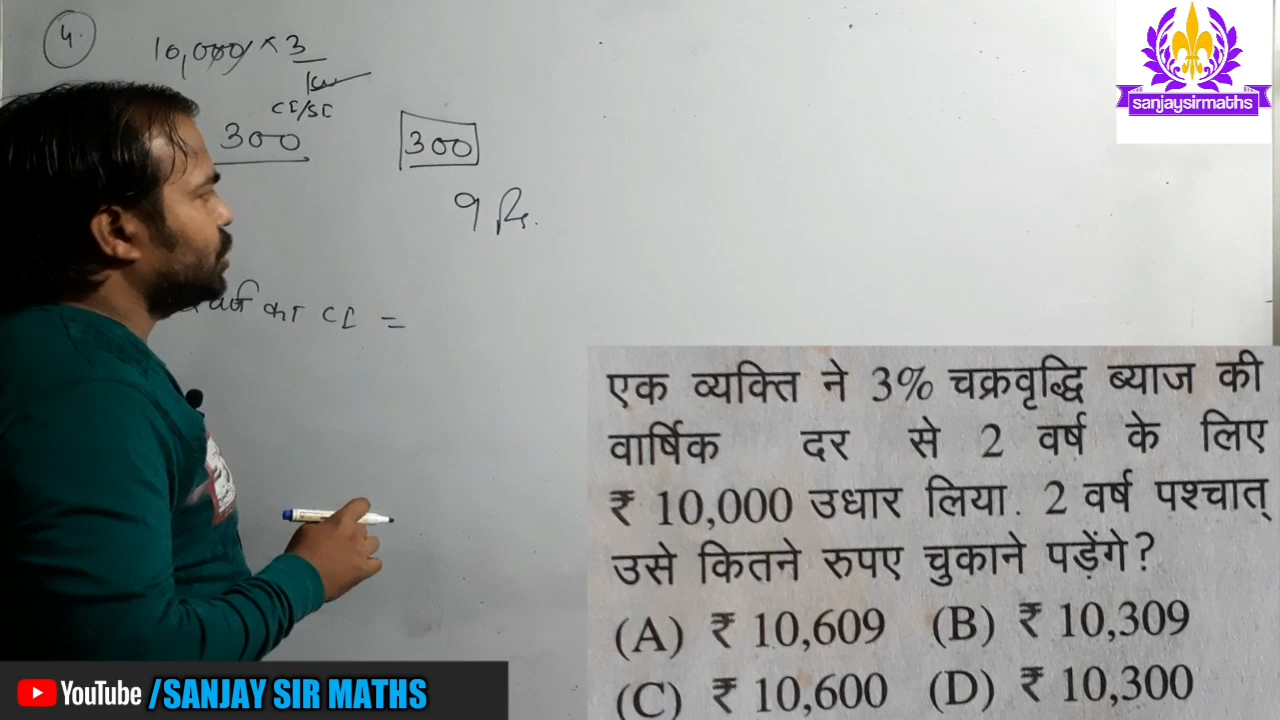 4.
10,000 × 3
100
CI/SI
300
300
9 Rs.
का CI =
sanjaysirmaths
एक व्यक्ति ने 3% चक्रवृद्धि ब्याज की
वार्षिक दर से 2 वर्ष के लिए
₹ 10,000 उधार लिया. 2 वर्ष पश्चात्
उसे कितने रुपए चुकाने पड़ेंगे?
(A) ₹ 10,609 (B) ₹ 10,309
(C) ₹ 10,600 (D) ₹ 10,300
YouTube /SANJAY SIR MATHS